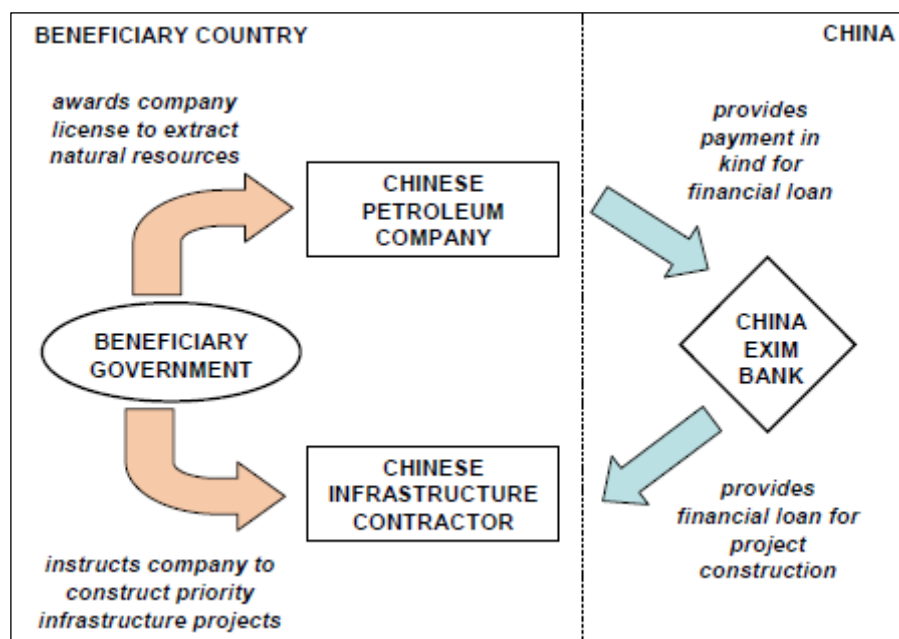 BENEFICIARY COUNTRY
CHINA
awards company
license to extract
natural resources
provides
payment in
kind for
financial loan
CHINESE
PETROLEUM
COMPANY
BENEFICIARY
GOVERNMENT
CHINA
EXIM
BANK
CHINESE
INFRASTRUCTURE
CONTRACTOR
instructs company to
construct priority
infrastructure projects
provides
financial loan for
project
construction